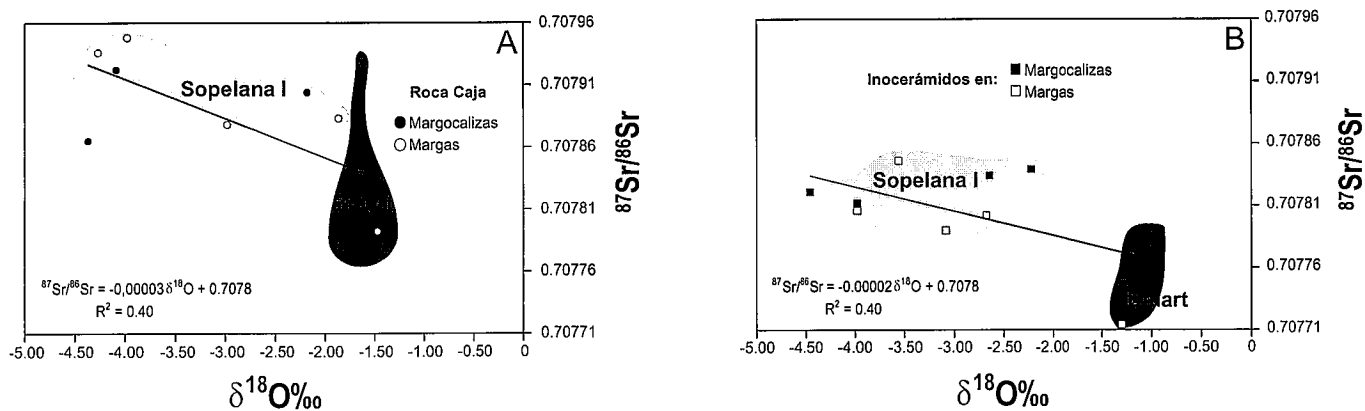 A
0.70796
0.70791
0.70786
0.70781
0.70776
0.70771
⁸⁷Sr/⁸⁶Sr
Sopelana I
Roca Caja
Margocalizas
Margas
⁸⁷Sr/⁸⁶Sr = -0,00003 δ¹⁸O + 0.7078
R² = 0.40
-5.00 -4.50 -4.00 -3.50 -3.00 -2.50 -2.00 -1.50 -1.00 -0.50 0
δ¹⁸O‰
B
0.70796
0.70791
0.70786
0.70781
0.70776
0.70771
⁸⁷Sr/⁸⁶Sr
Inocerámidos en:
Margocalizas
Margas
Sopelana I
⁸⁷Sr/⁸⁶Sr = -0.00002 δ¹⁸O + 0.7078
R² = 0.40
-5.00 -4.50 -4.00 -3.50 -3.00 -2.50 -2.00 -1.50 -1.00 -0.50 0
δ¹⁸O‰